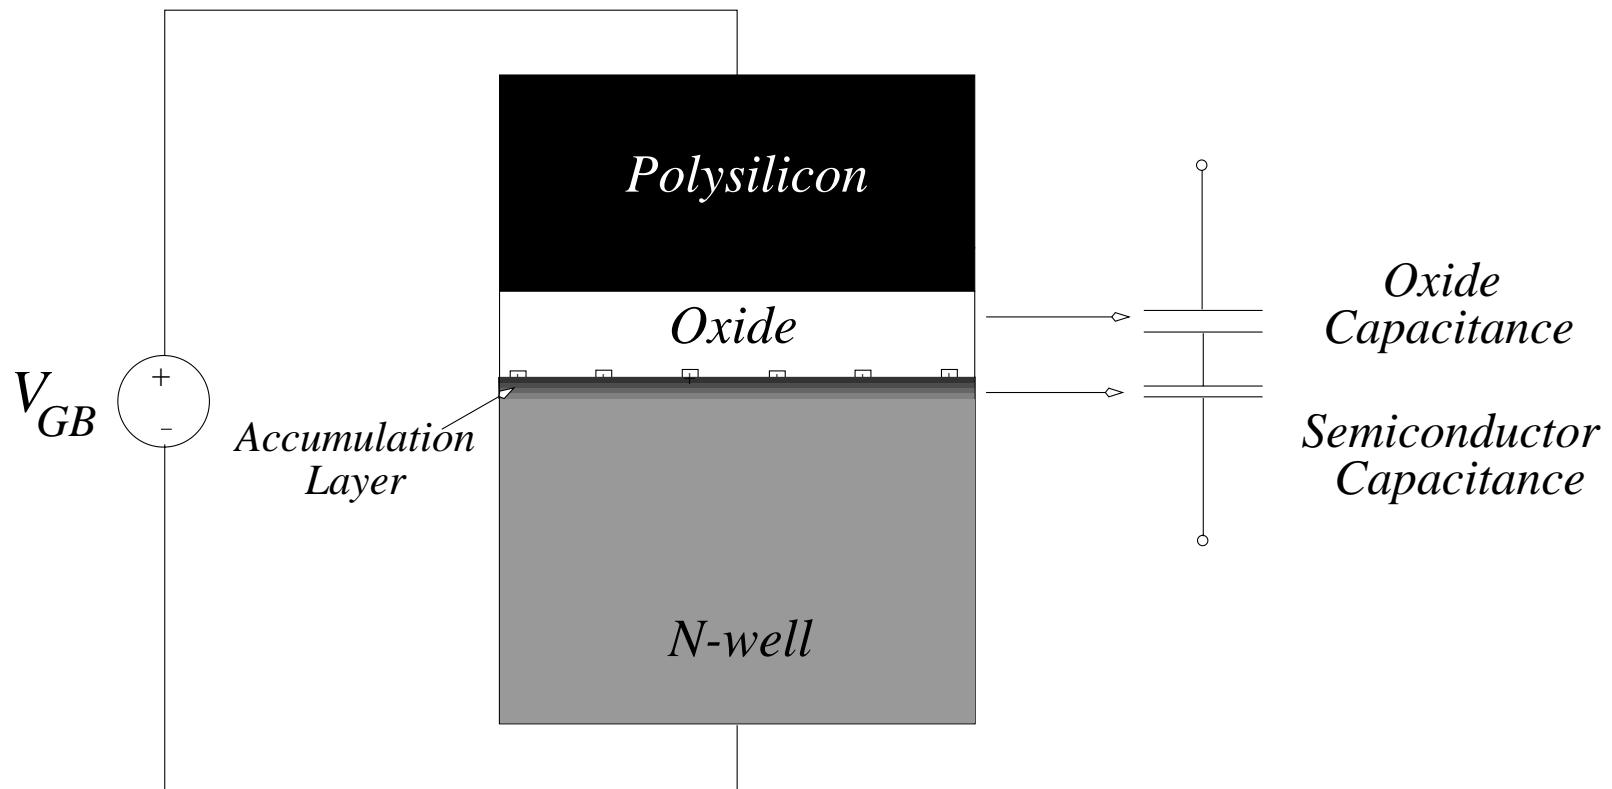 Polysilicon
Oxide
Oxide
Capacitance
+
V
GB
-
Accumulation
Layer
Semiconductor
Capacitance
N-well